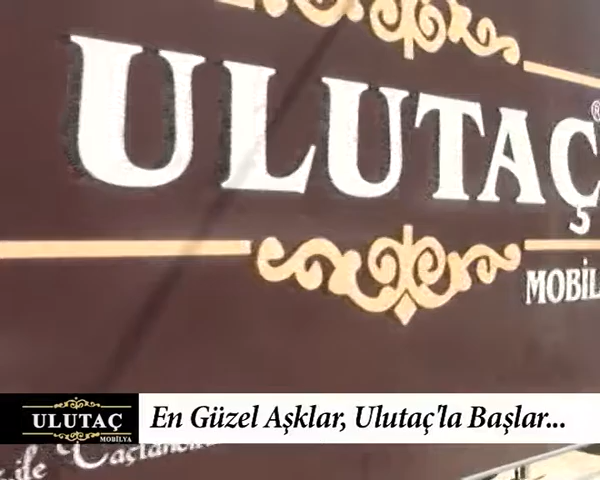 ULUTAÇ®
MOBİL
ULUTAÇ
MOBİLYA
En Güzel Aşklar, Ulutaç'la Başlar...